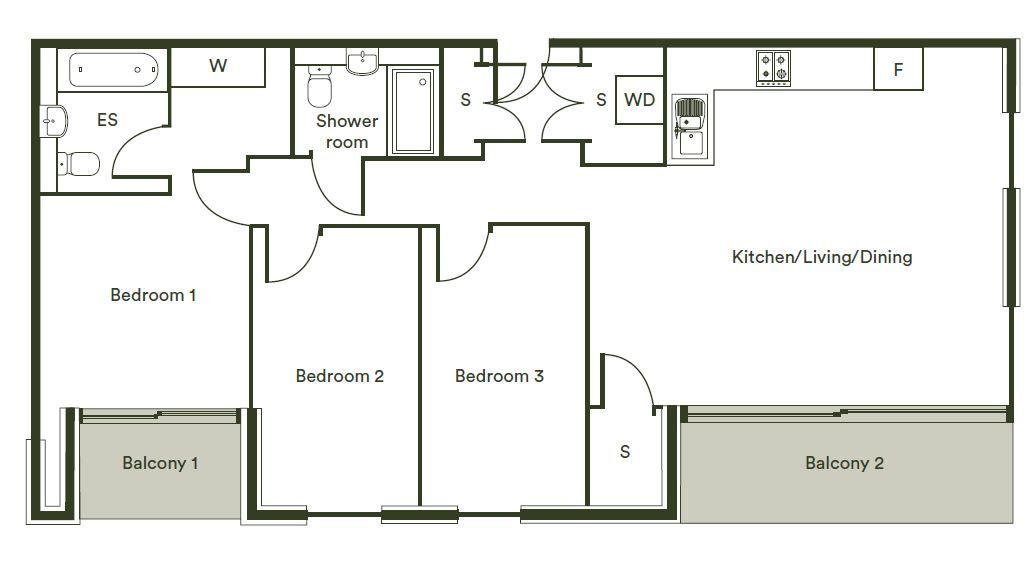 W
F
ES
S
S
WD
Shower
room
Kitchen/Living/Dining
Bedroom 1
Bedroom 2
Bedroom 3
S
Balcony 1
Balcony 2